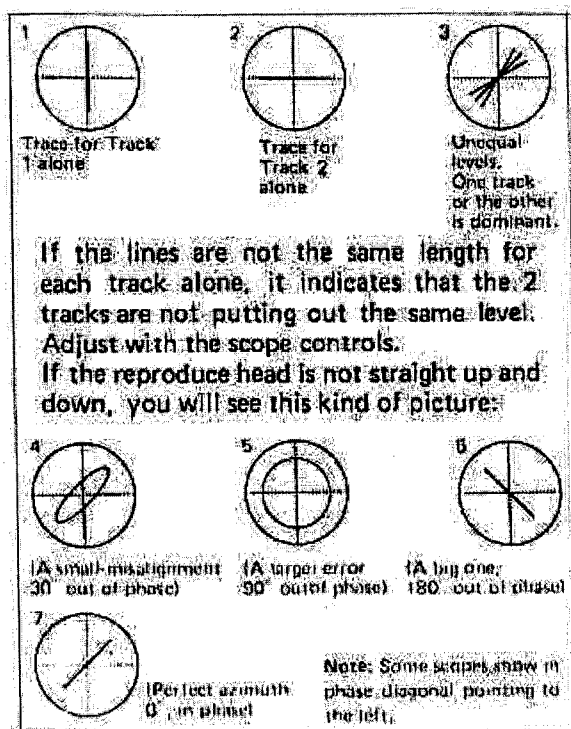 1
2
3
Trace for Track
1 alone
Trace for
Track 2
alone
Unequal
levels.
One track
or the other
is dominant.
If the lines are not the same length for
each track alone, it indicates that the 2
tracks are not putting out the same level.
Adjust with the scope controls.
If the reproduce head is not straight up and
down, you will see this kind of picture:
4
5
6
(A small misalignment
30° out of phase)
(A larger error
90° out of phase)
(A big one,
180 out of phase)
7
(Perfect azimuth
0°, in phase)
Note: Some scopes show in
phase diagonal pointing to
the left.